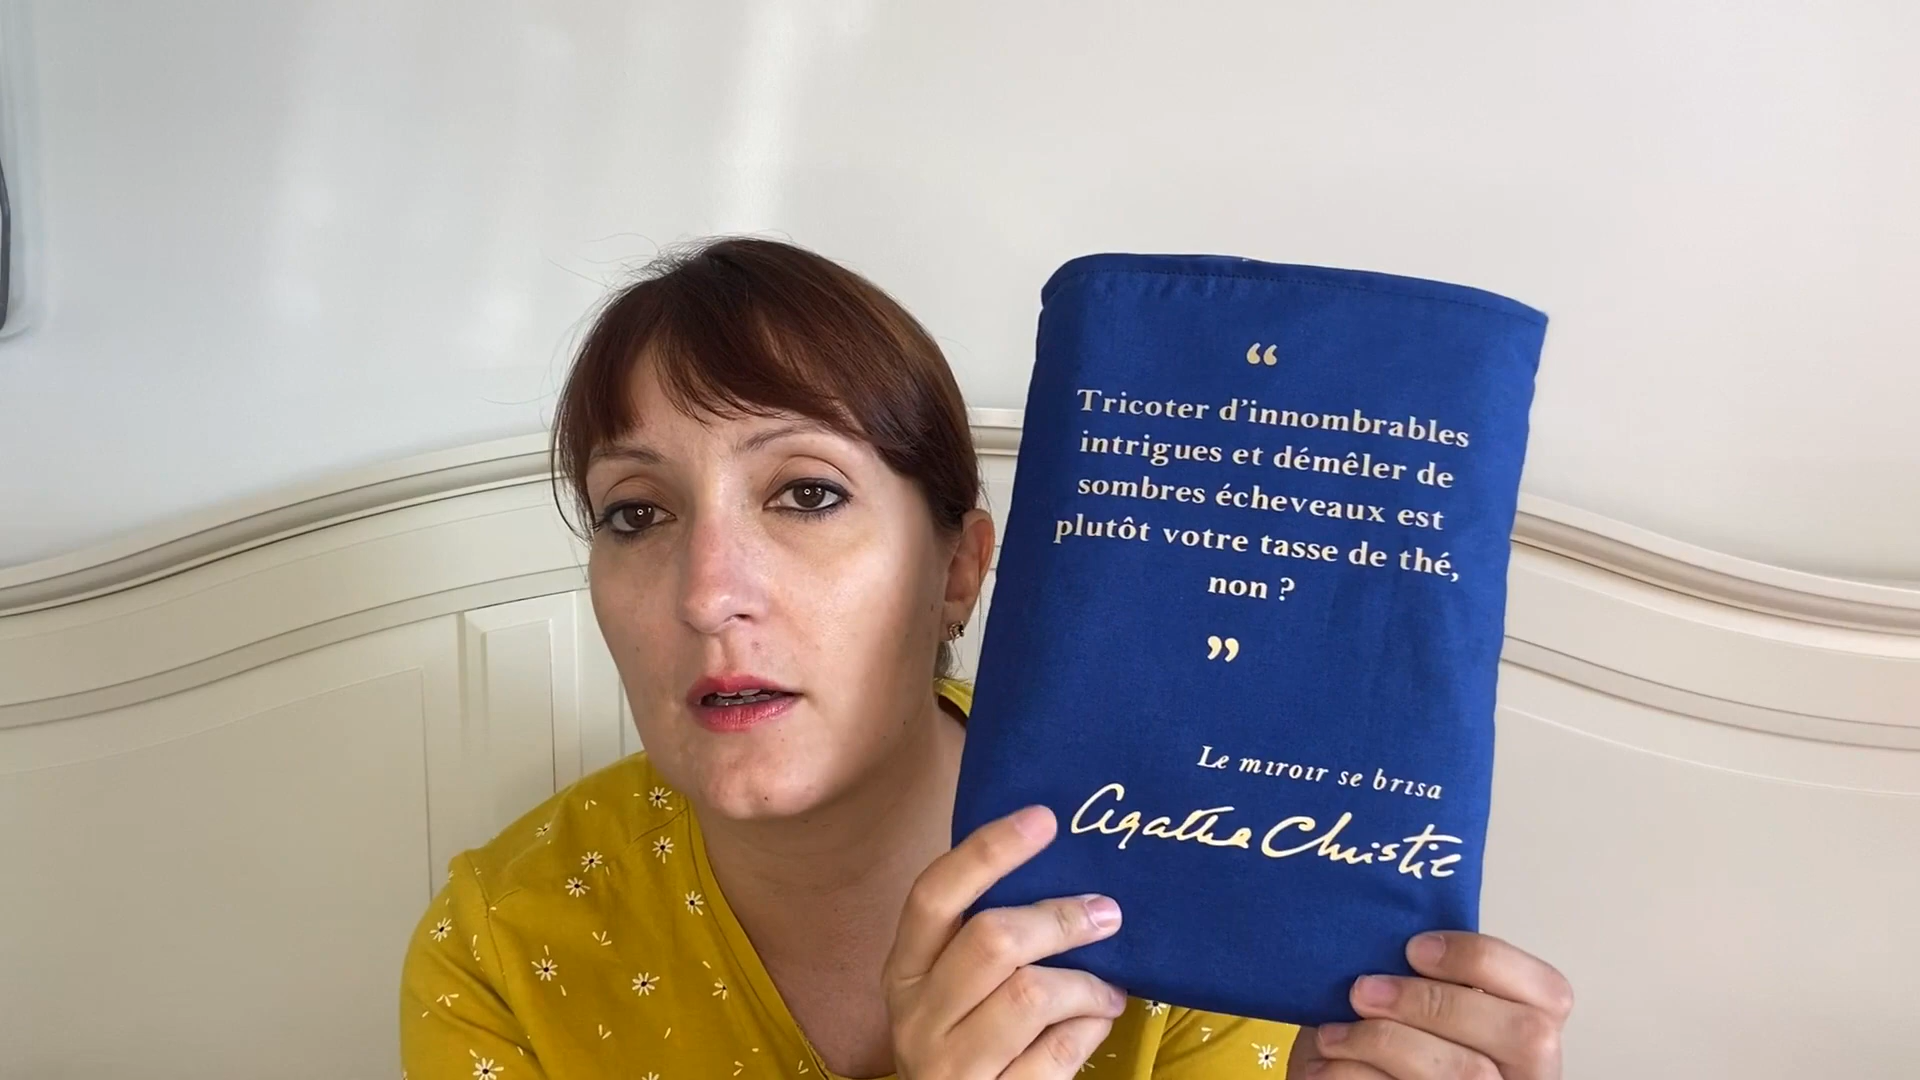 “
Tricoter d’innombrables
intrigues et démêler de
sombres écheveaux est
plutôt votre tasse de thé,
non ?
”
Le miroir se brisa
Agatha Christie